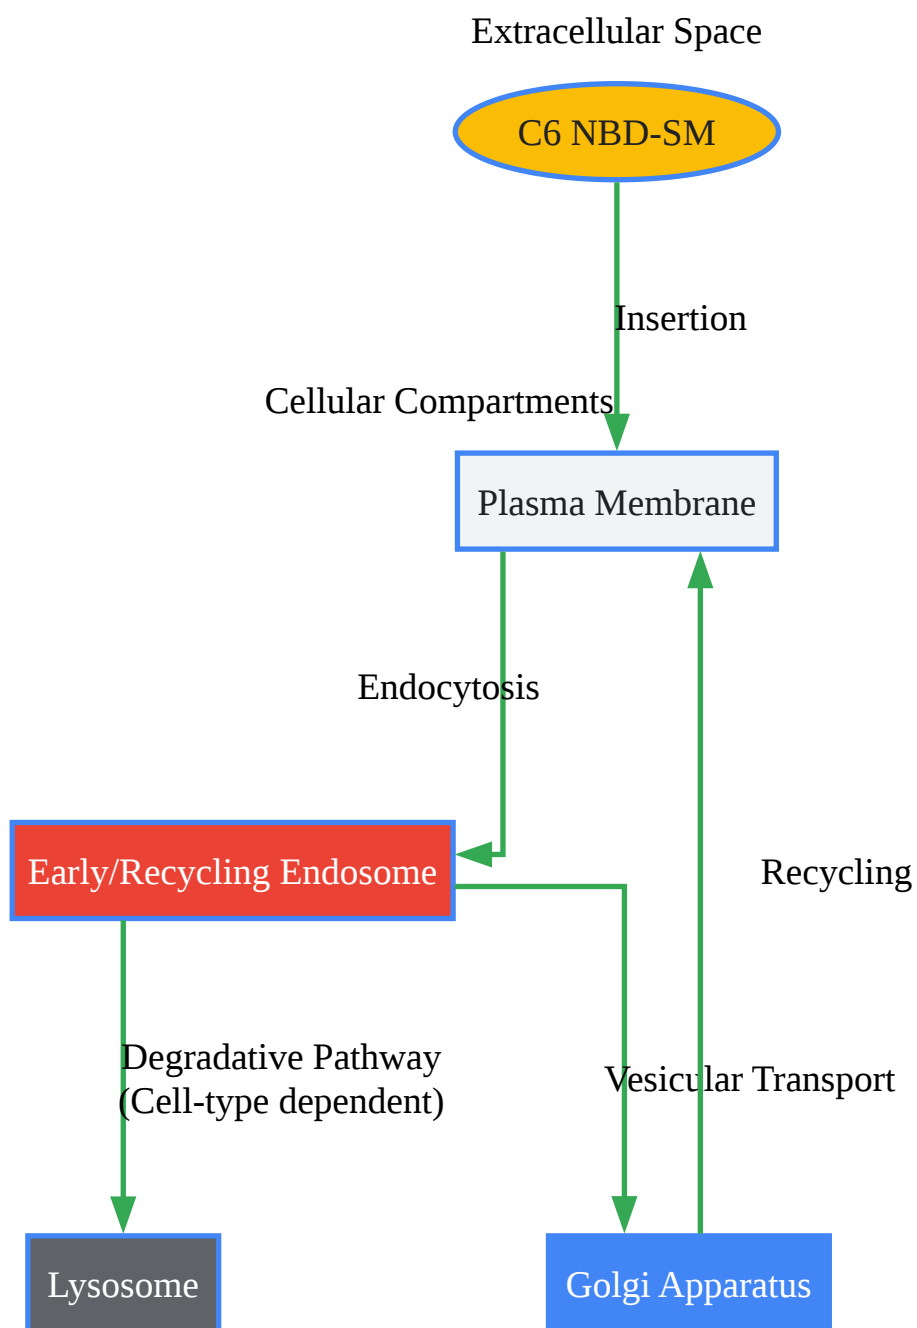 Extracellular Space
C6 NBD-SM
Insertion
Cellular Compartments
Plasma Membrane
Endocytosis
Early/Recycling Endosome
Recycling
Degradative Pathway
(Cell-type dependent)
Vesicular Transport
Lysosome
Golgi Apparatus